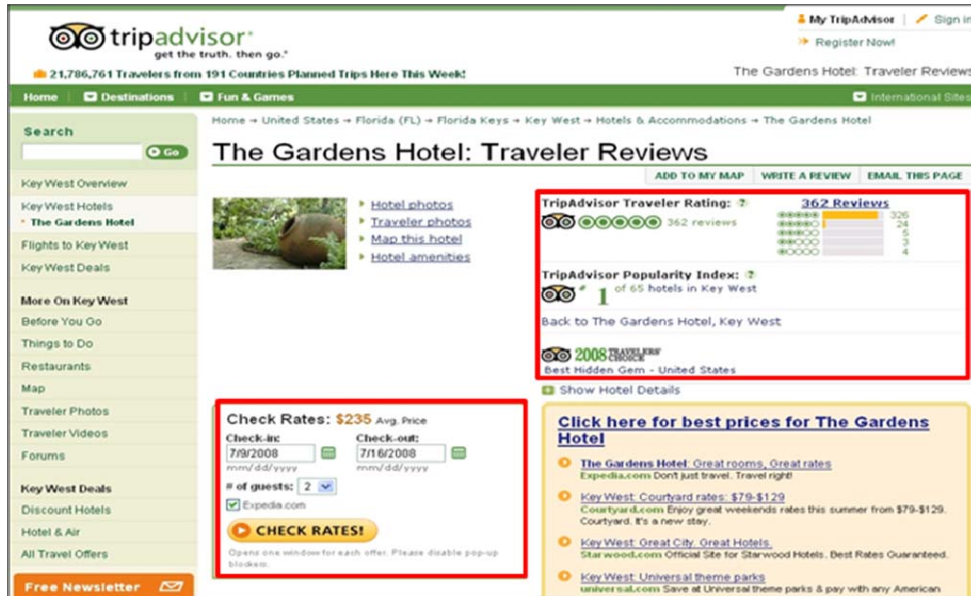 My TripAdvisor | Sign in
tripadvisor®
get the truth. then go.™
Register Now!
21,786,761 Travelers from 191 Countries Planned Trips Here This Week!
The Gardens Hotel: Traveler Reviews
Home Destinations Fun & Games International Sites
Home → United States → Florida (FL) → Florida Keys → Key West → Hotels & Accommodations → The Gardens Hotel
Search
Go
The Gardens Hotel: Traveler Reviews
ADD TO MY MAP WRITE A REVIEW EMAIL THIS PAGE
Key West Overview
Key West Hotels
The Gardens Hotel
Flights to Key West
Key West Deals
More On Key West
Before You Go
Things to Do
Restaurants
Map
Traveler Photos
Traveler Videos
Forums
Key West Deals
Discount Hotels
Hotel & Air
All Travel Offers
Free Newsletter
Hotel photos
Traveler photos
Map this hotel
Hotel amenities
TripAdvisor Traveler Rating: ?
362 reviews
362 Reviews
326
24
5
3
4
TripAdvisor Popularity Index: ?
# 1 of 65 hotels in Key West
Back to The Gardens Hotel, Key West
2008 TRAVELERS' CHOICE
Best Hidden Gem - United States
Show Hotel Details
Check Rates: $235 Avg. Price
Check-in: Check-out:
7/9/2008 7/16/2008
mm/dd/yyyy mm/dd/yyyy
# of guests: 2
Expedia.com
CHECK RATES!
Opens one window for each offer. Please disable pop-up
blockers.
Click here for best prices for The Gardens
Hotel
The Gardens Hotel: Great rooms, Great rates
Expedia.com Don't just travel. Travel right!
Key West: Courtyard rates: $79-$129
Courtyard.com Enjoy great weekends rates this summer from $79-$129.
Courtyard. It's a new stay.
Key West: Great City. Great Hotels.
Starwood.com Official Site for Starwood Hotels. Best Rates Guaranteed.
Key West: Universal theme parks
universal.com Save at Universal theme parks & pay with any American